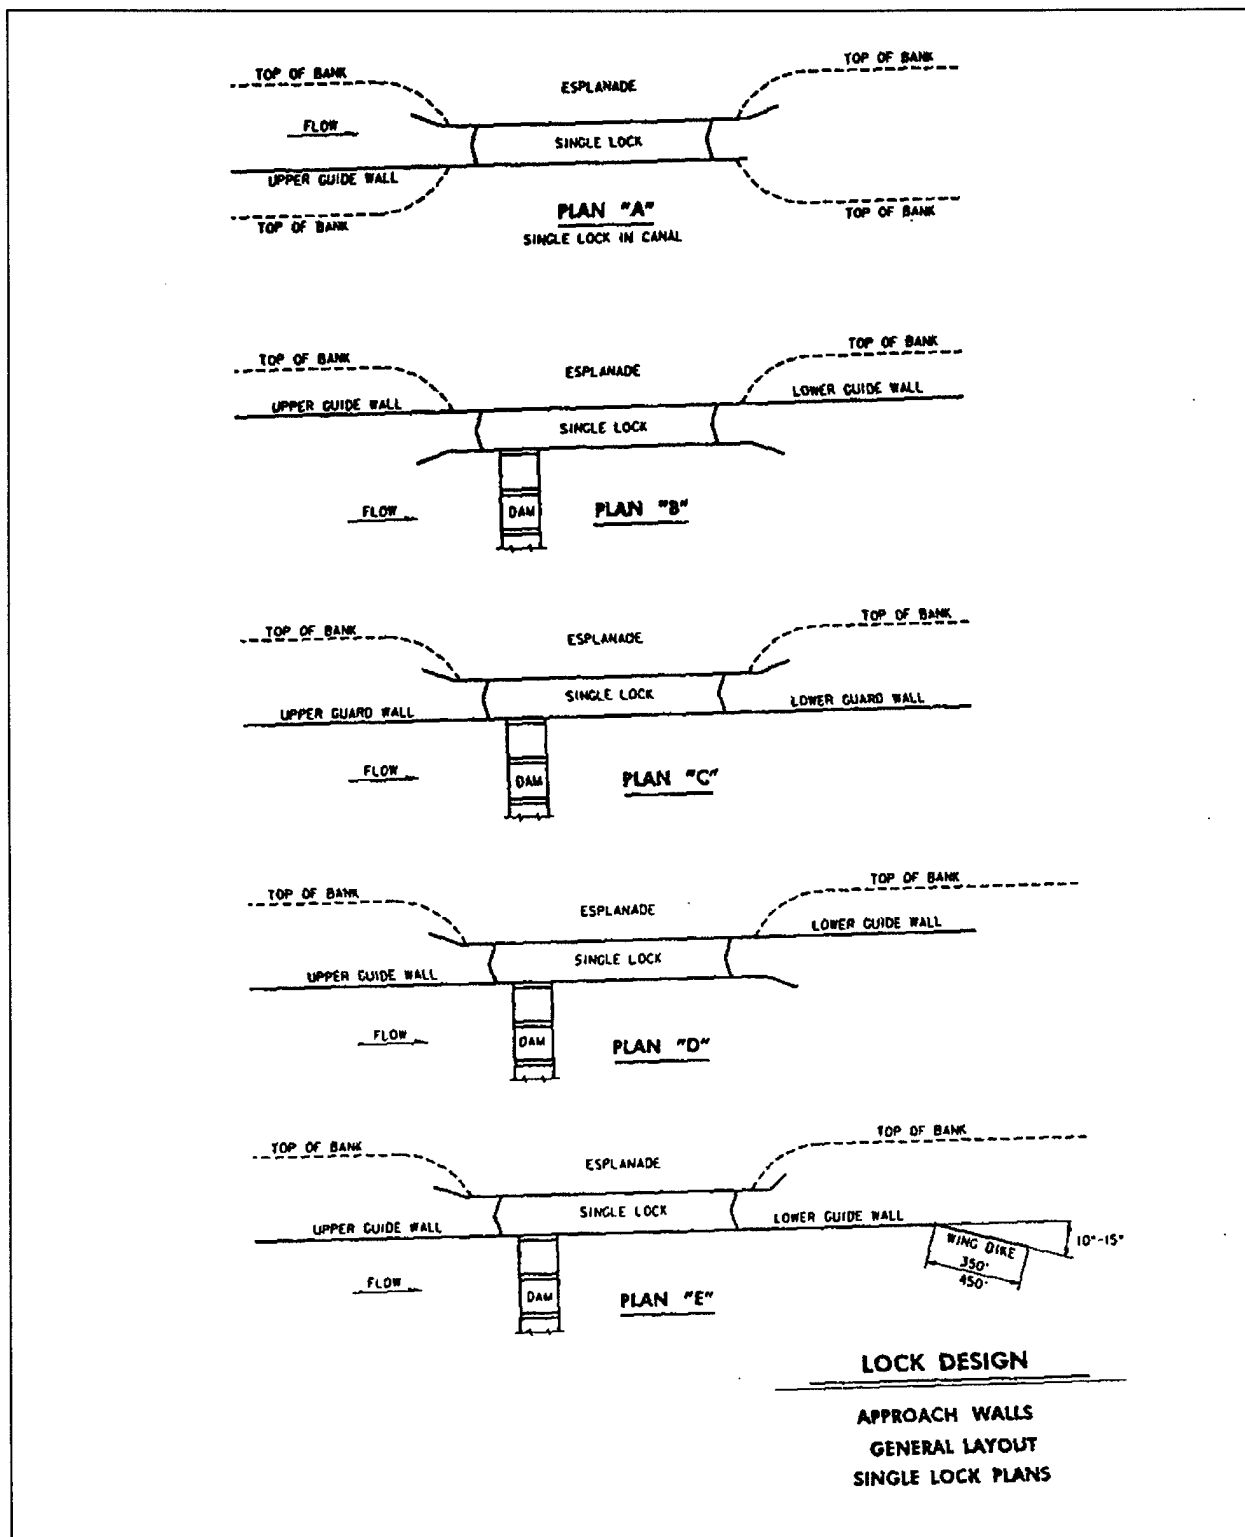 TOP OF BANK
TOP OF BANK
ESPLANADE
FLOW
SINGLE LOCK
UPPER GUIDE WALL
TOP OF BANK
TOP OF BANK
PLAN "A"
SINGLE LOCK IN CANAL
TOP OF BANK
TOP OF BANK
ESPLANADE
UPPER GUIDE WALL
LOWER GUIDE WALL
SINGLE LOCK
FLOW
DAM
PLAN "B"
TOP OF BANK
TOP OF BANK
ESPLANADE
SINGLE LOCK
UPPER GUARD WALL
LOWER GUARD WALL
FLOW
DAM
PLAN "C"
TOP OF BANK
TOP OF BANK
ESPLANADE
LOWER GUIDE WALL
SINGLE LOCK
UPPER GUIDE WALL
FLOW
DAM
PLAN "D"
TOP OF BANK
TOP OF BANK
ESPLANADE
SINGLE LOCK
UPPER GUIDE WALL
LOWER GUIDE WALL
WING DIKE
350'
450'
10°-15°
FLOW
DAM
PLAN "E"
LOCK DESIGN
APPROACH WALLS
GENERAL LAYOUT
SINGLE LOCK PLANS